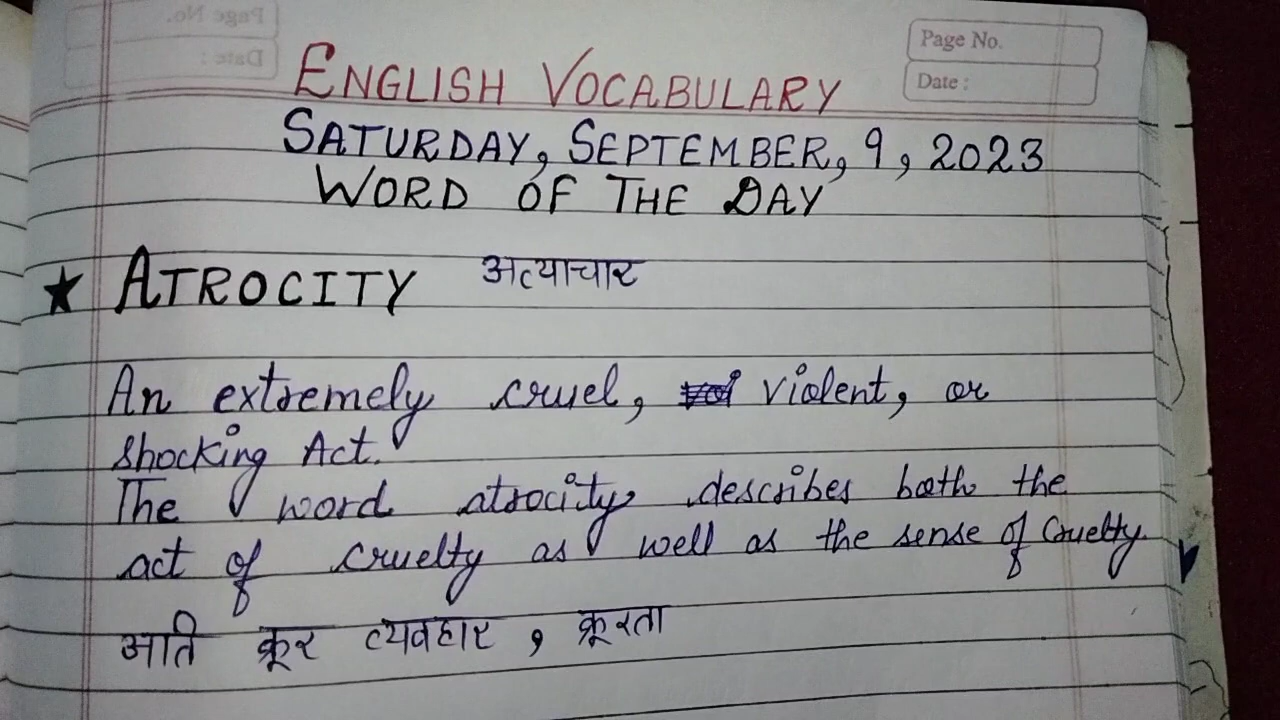 Page No.
Date :
ENGLISH VOCABULARY
SATURDAY, SEPTEMBER, 9, 2023
WORD OF THE DAY
★ ATROCITY अत्याचार
An extremely cruel, violent, or
shocking Act.
The word atrocity describes both the
act of cruelty as well as the sense of Cruelty.
आति क्रूर व्यवहार , क्रूरता